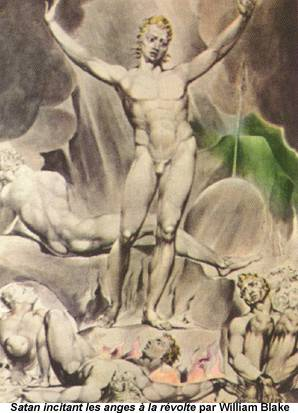 Satan incitant les anges à la révolte par William Blake